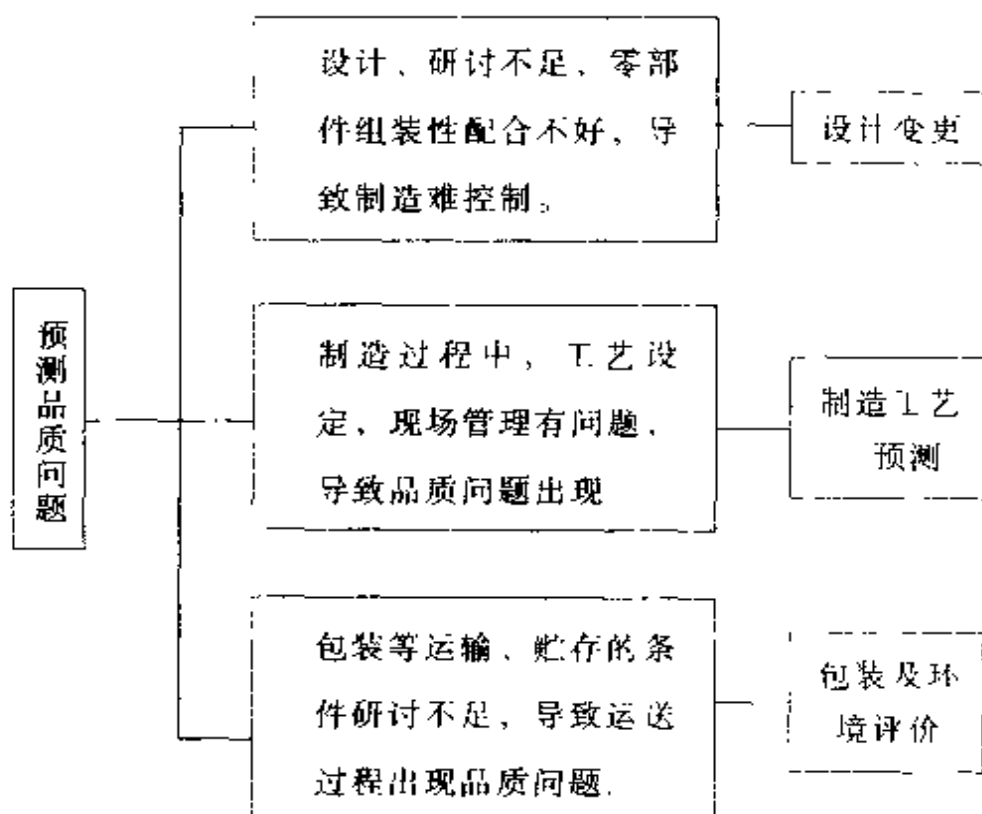 预测品质问题
设计、研讨不足、零部
件组装性配合不好，导
致制造难控制。
设计变更
制造过程中，工艺设
定、现场管理有问题、
导致品质问题出现
制造工艺
预测
包装等运输、贮存的条
件研讨不足，导致运送
过程出现品质问题.
包装及环
境评价